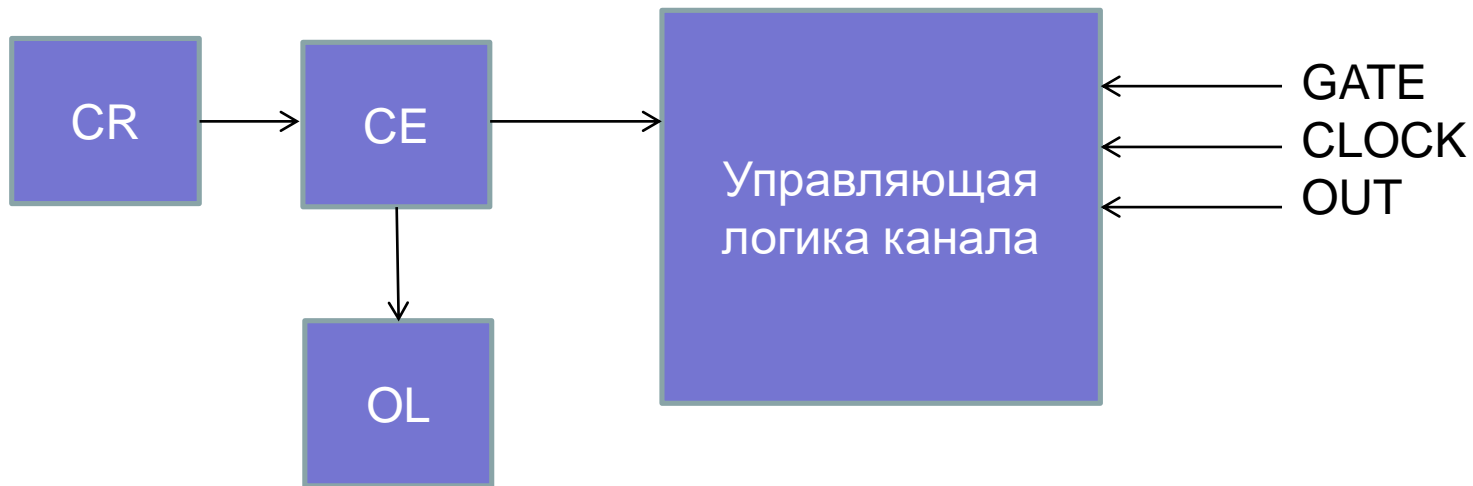 CR
CE
Управляющая
логика канала
GATE
CLOCK
OUT
OL